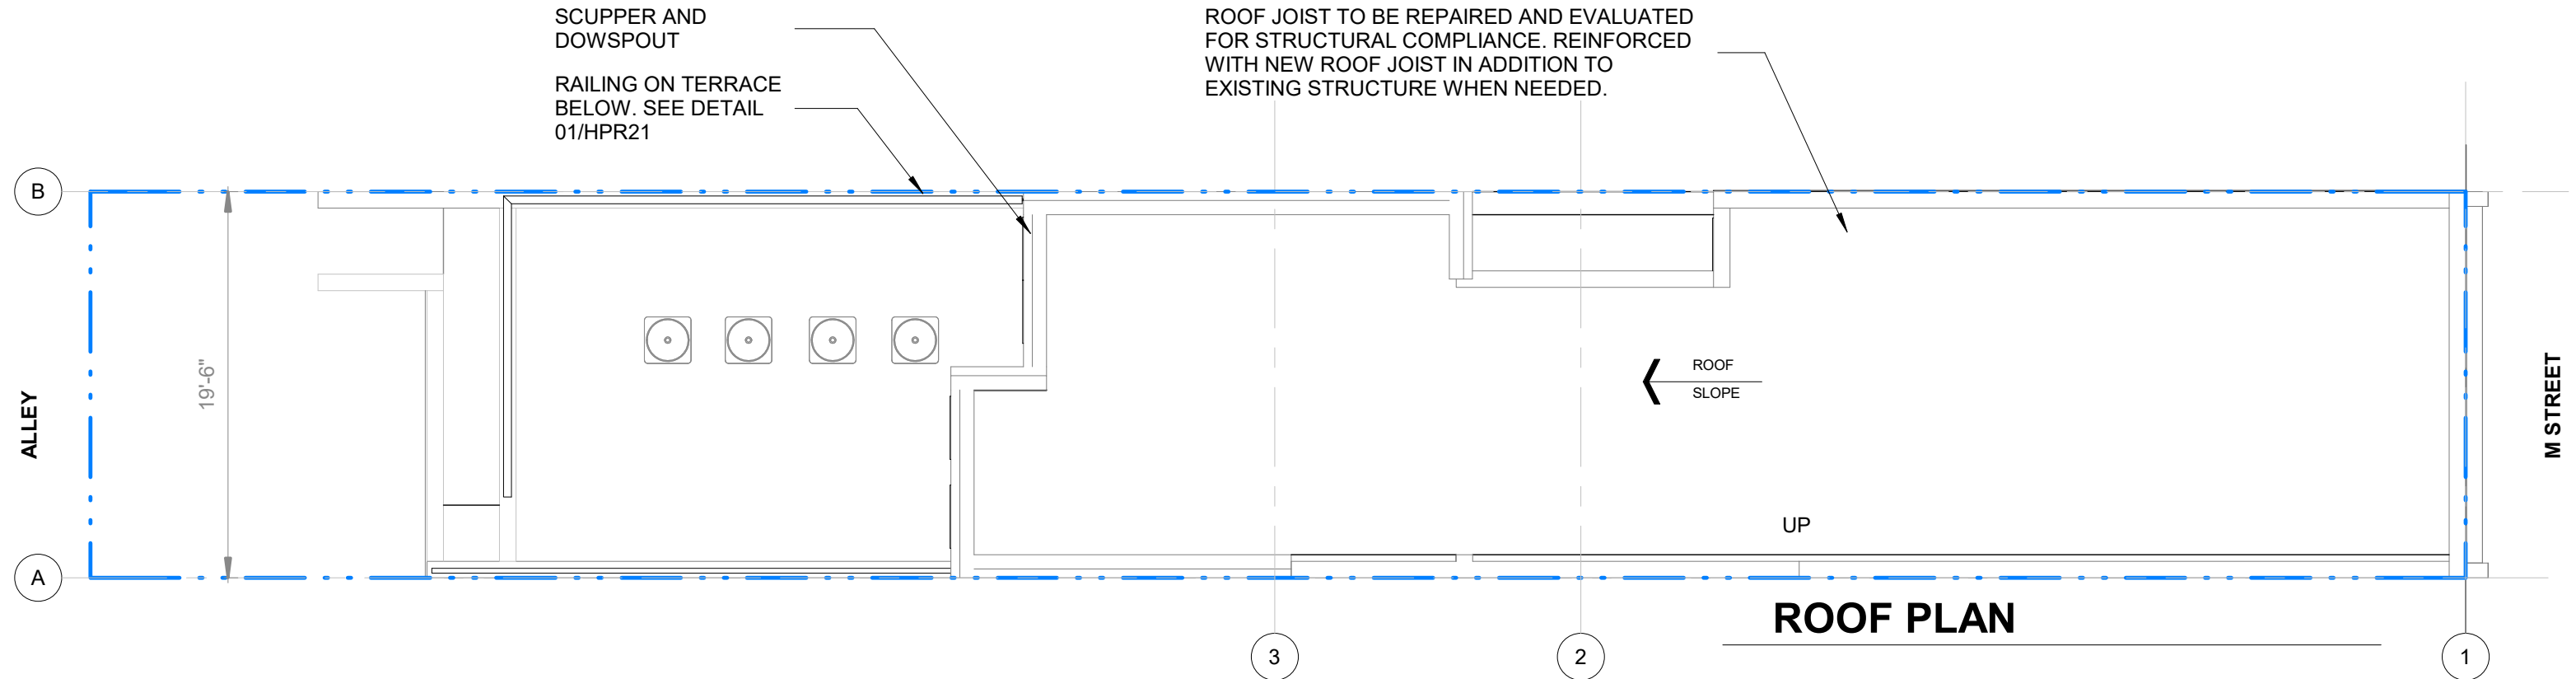 SCUPPER AND
DOWSPOUT
RAILING ON TERRACE
BELOW. SEE DETAIL
01/HPR21
ROOF JOIST TO BE REPAIRED AND EVALUATED
FOR STRUCTURAL COMPLIANCE. REINFORCED
WITH NEW ROOF JOIST IN ADDITION TO
EXISTING STRUCTURE WHEN NEEDED.
B
19'-6"
ALLEY
ROOF
SLOPE
M STREET
UP
A
ROOF PLAN
3
2
1